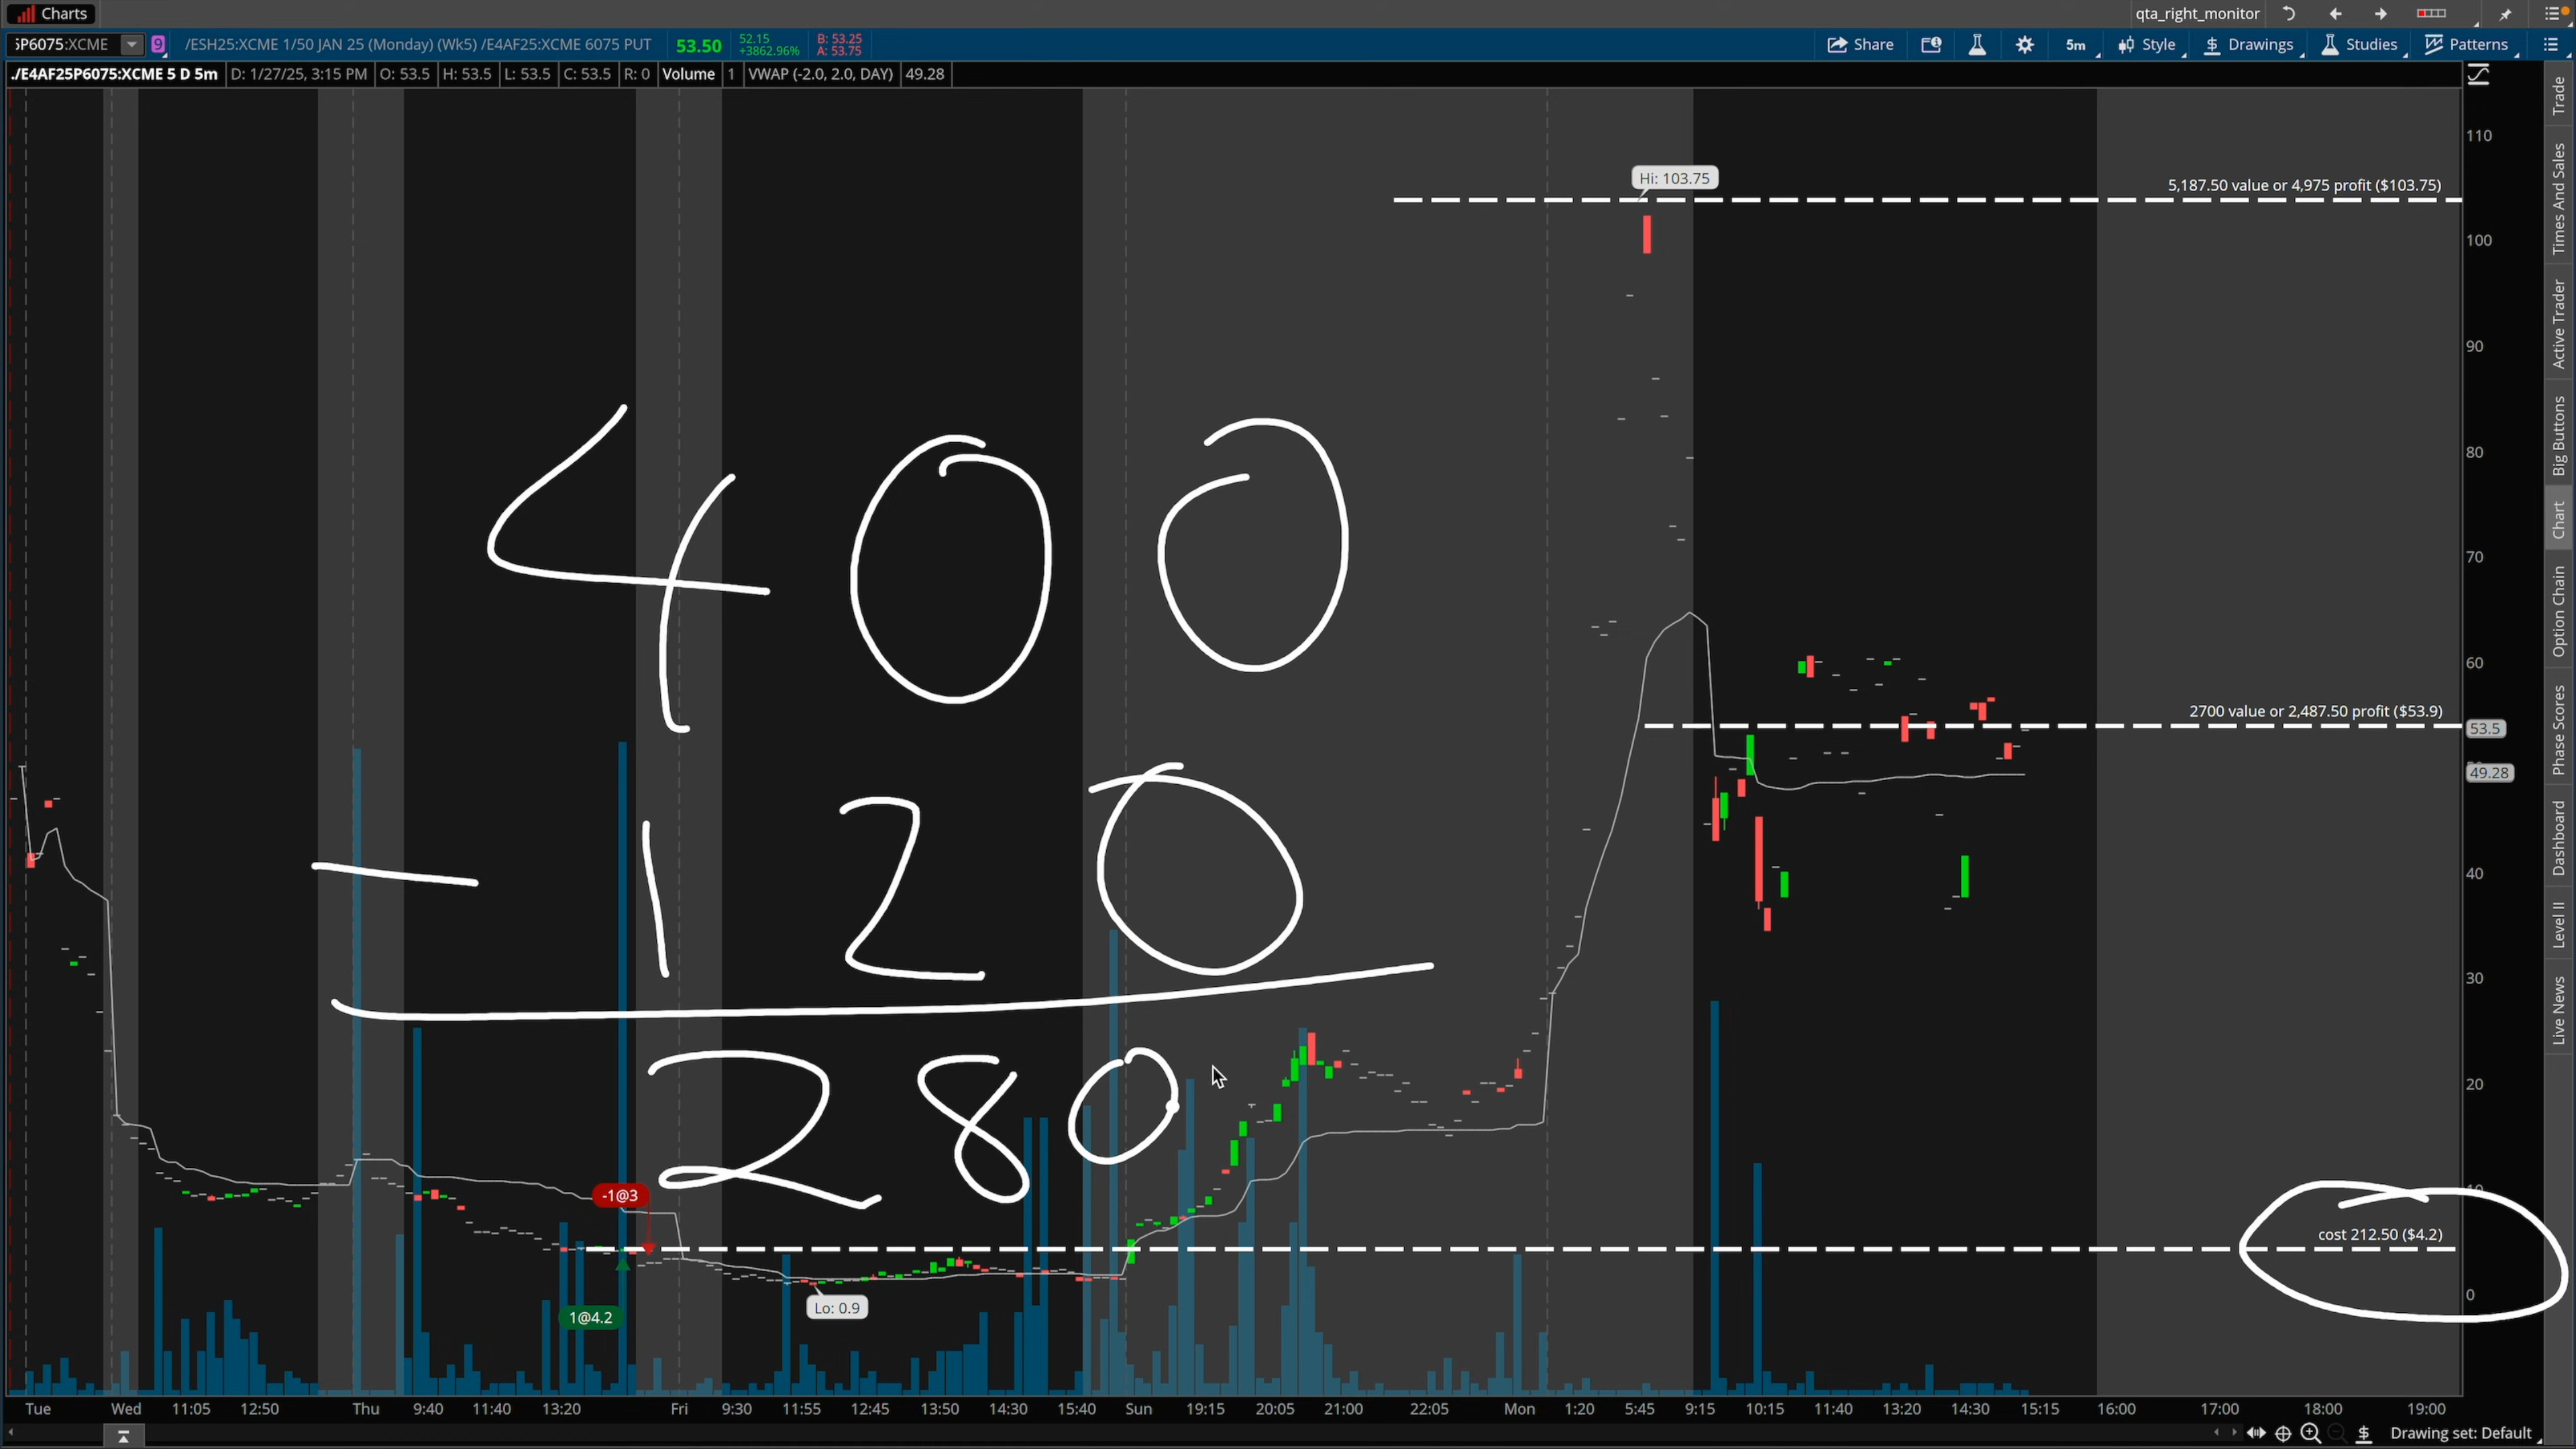 Charts
qta_right_monitor
5P6075:XCME 9 /ESH25:XCME 1/50 JAN 25 (Monday) (Wk5) /E4AF25:XCME 6075 PUT 53.50 52.15 +3862.96% B: 53.25 A: 53.75 Share 5m Style $ Drawings Studies Patterns
./E4AF25P6075:XCME 5 D 5m D: 1/27/25, 3:15 PM O: 53.5 H: 53.5 L: 53.5 C: 53.5 R: 0 Volume 1 VWAP (-2.0, 2.0, DAY) 49.28
110
Hi: 103.75
5,187.50 value or 4,975 profit ($103.75)
100
90
80
70
60
2700 value or 2,487.50 profit ($53.9)
53.5
49.28
40
30
20
10
cost 212.50 ($4.2)
0
400
-120
280
-1@3
1@4.2
Lo: 0.9
Tue Wed 11:05 12:50 Thu 9:40 11:40 13:20 Fri 9:30 11:55 12:45 13:50 14:30 15:40 Sun 19:15 20:05 21:00 22:05 Mon 1:20 5:45 9:15 10:15 11:40 13:20 14:30 15:15 16:00 17:00 18:00 19:00
$ Drawing set: Default
Trade
Times And Sales
Active Trader
Big Buttons
Chart
Option Chain
Phase Scores
Dashboard
Level II
Live News